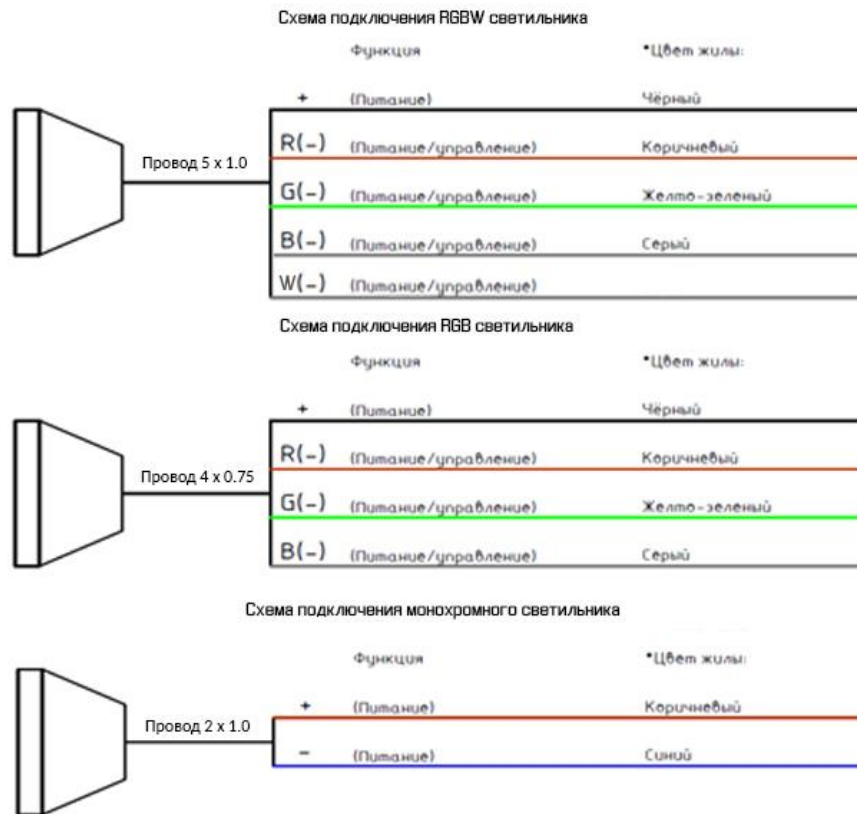 Схема подключения RGBW светильника
Функция *Цвет жилы:
+ (Питание) Чёрный
R(-) (Питание/управление) Коричневый
Провод 5 x 1.0
G(-) (Питание/управление) Желто-зеленый
B(-) (Питание/управление) Серый
W(-) (Питание/управление)
Схема подключения RGB светильника
Функция *Цвет жилы:
+ (Питание) Чёрный
R(-) (Питание/управление) Коричневый
Провод 4 x 0.75
G(-) (Питание/управление) Желто-зеленый
B(-) (Питание/управление) Серый
Схема подключения монохромного светильника
Функция *Цвет жилы:
+ (Питание) Коричневый
Провод 2 x 1.0
- (Питание) Синий